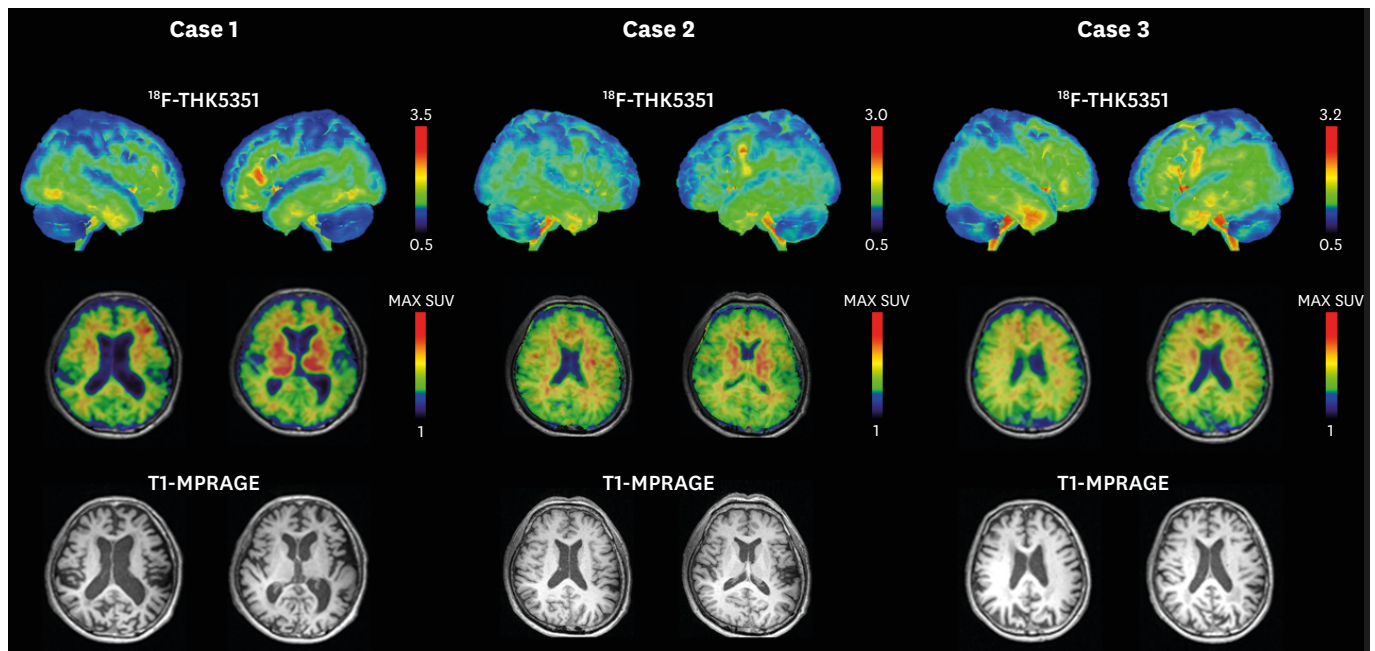 Case 1
Case 2
Case 3
¹⁸F-THK5351
¹⁸F-THK5351
¹⁸F-THK5351
3.5
3.0
3.2
0.5
0.5
0.5
MAX SUV
MAX SUV
MAX SUV
1
1
1
T1-MPRAGE
T1-MPRAGE
T1-MPRAGE